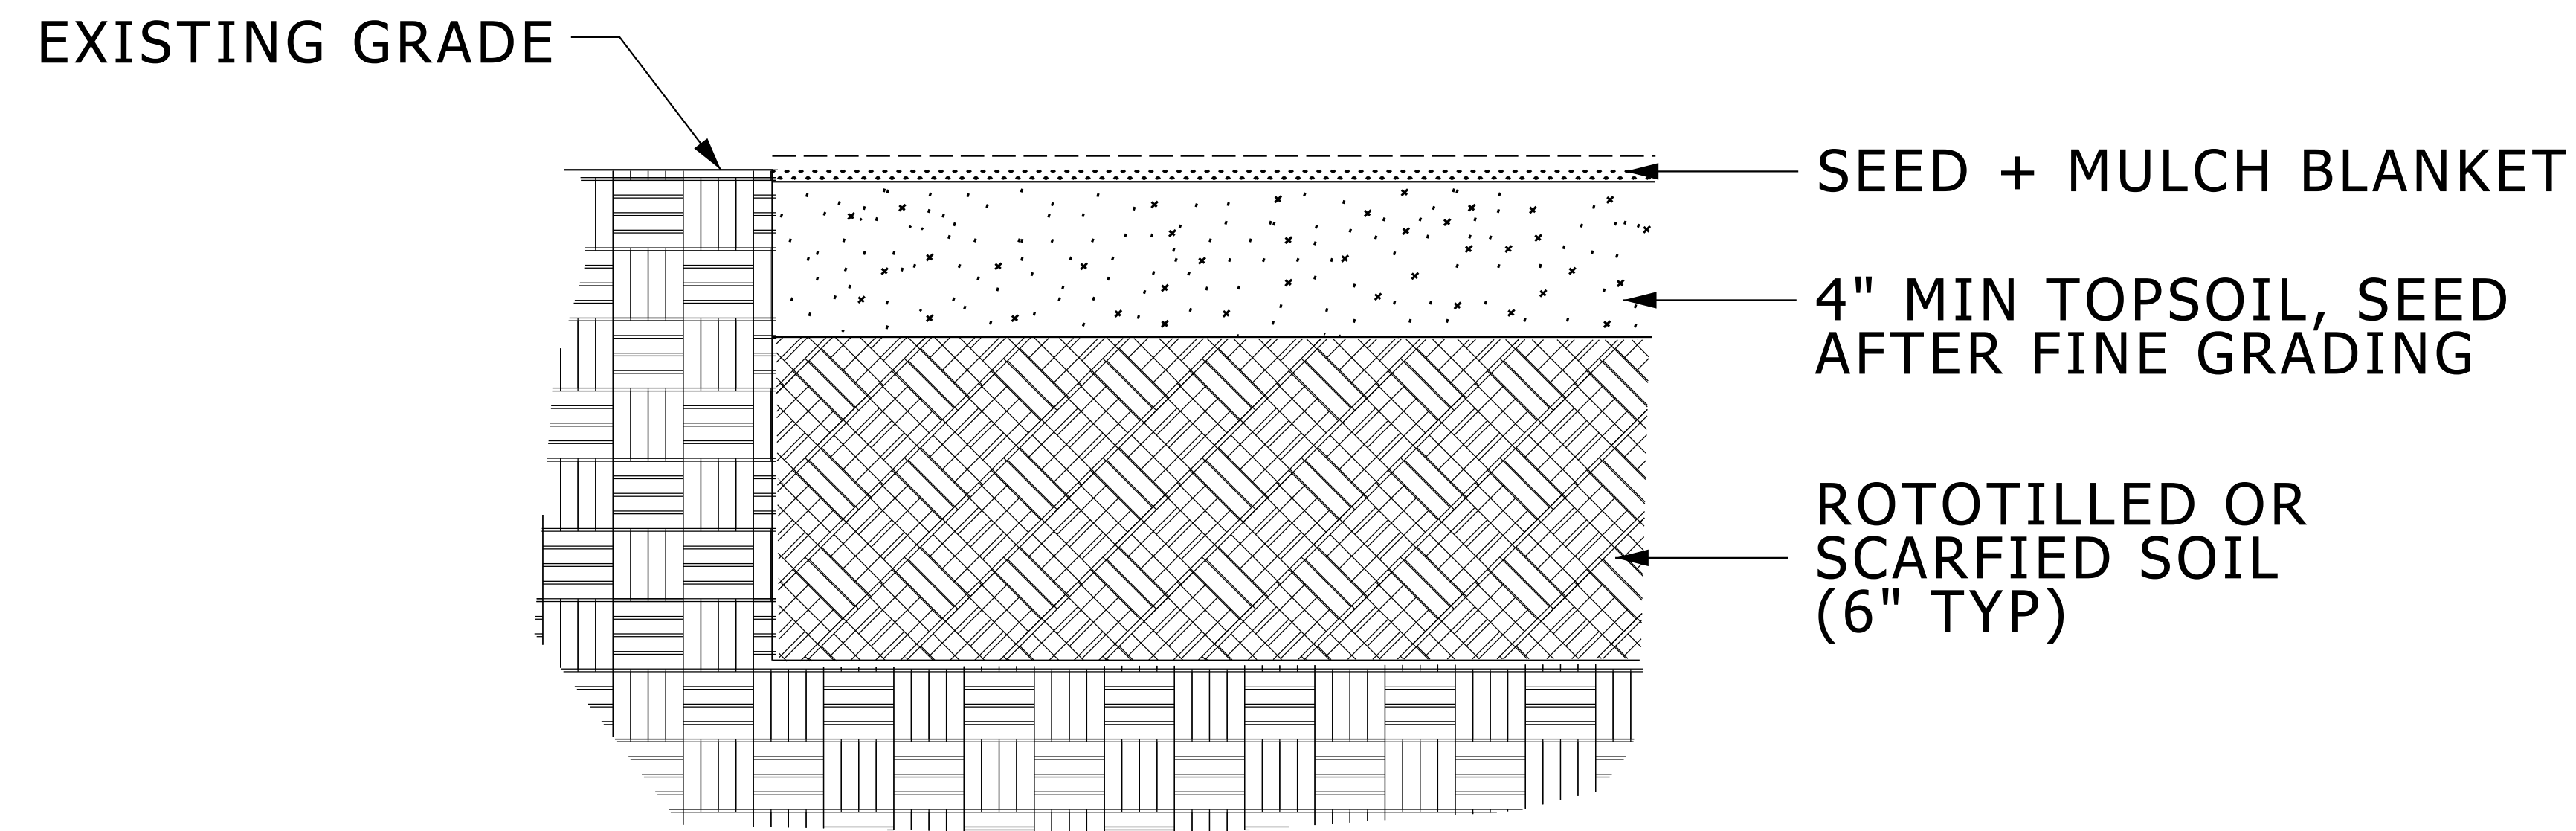 EXISTING GRADE
SEED + MULCH BLANKET
4" MIN TOPSOIL, SEED
AFTER FINE GRADING
ROTOTILLED OR
SCARFIED SOIL
(6" TYP)